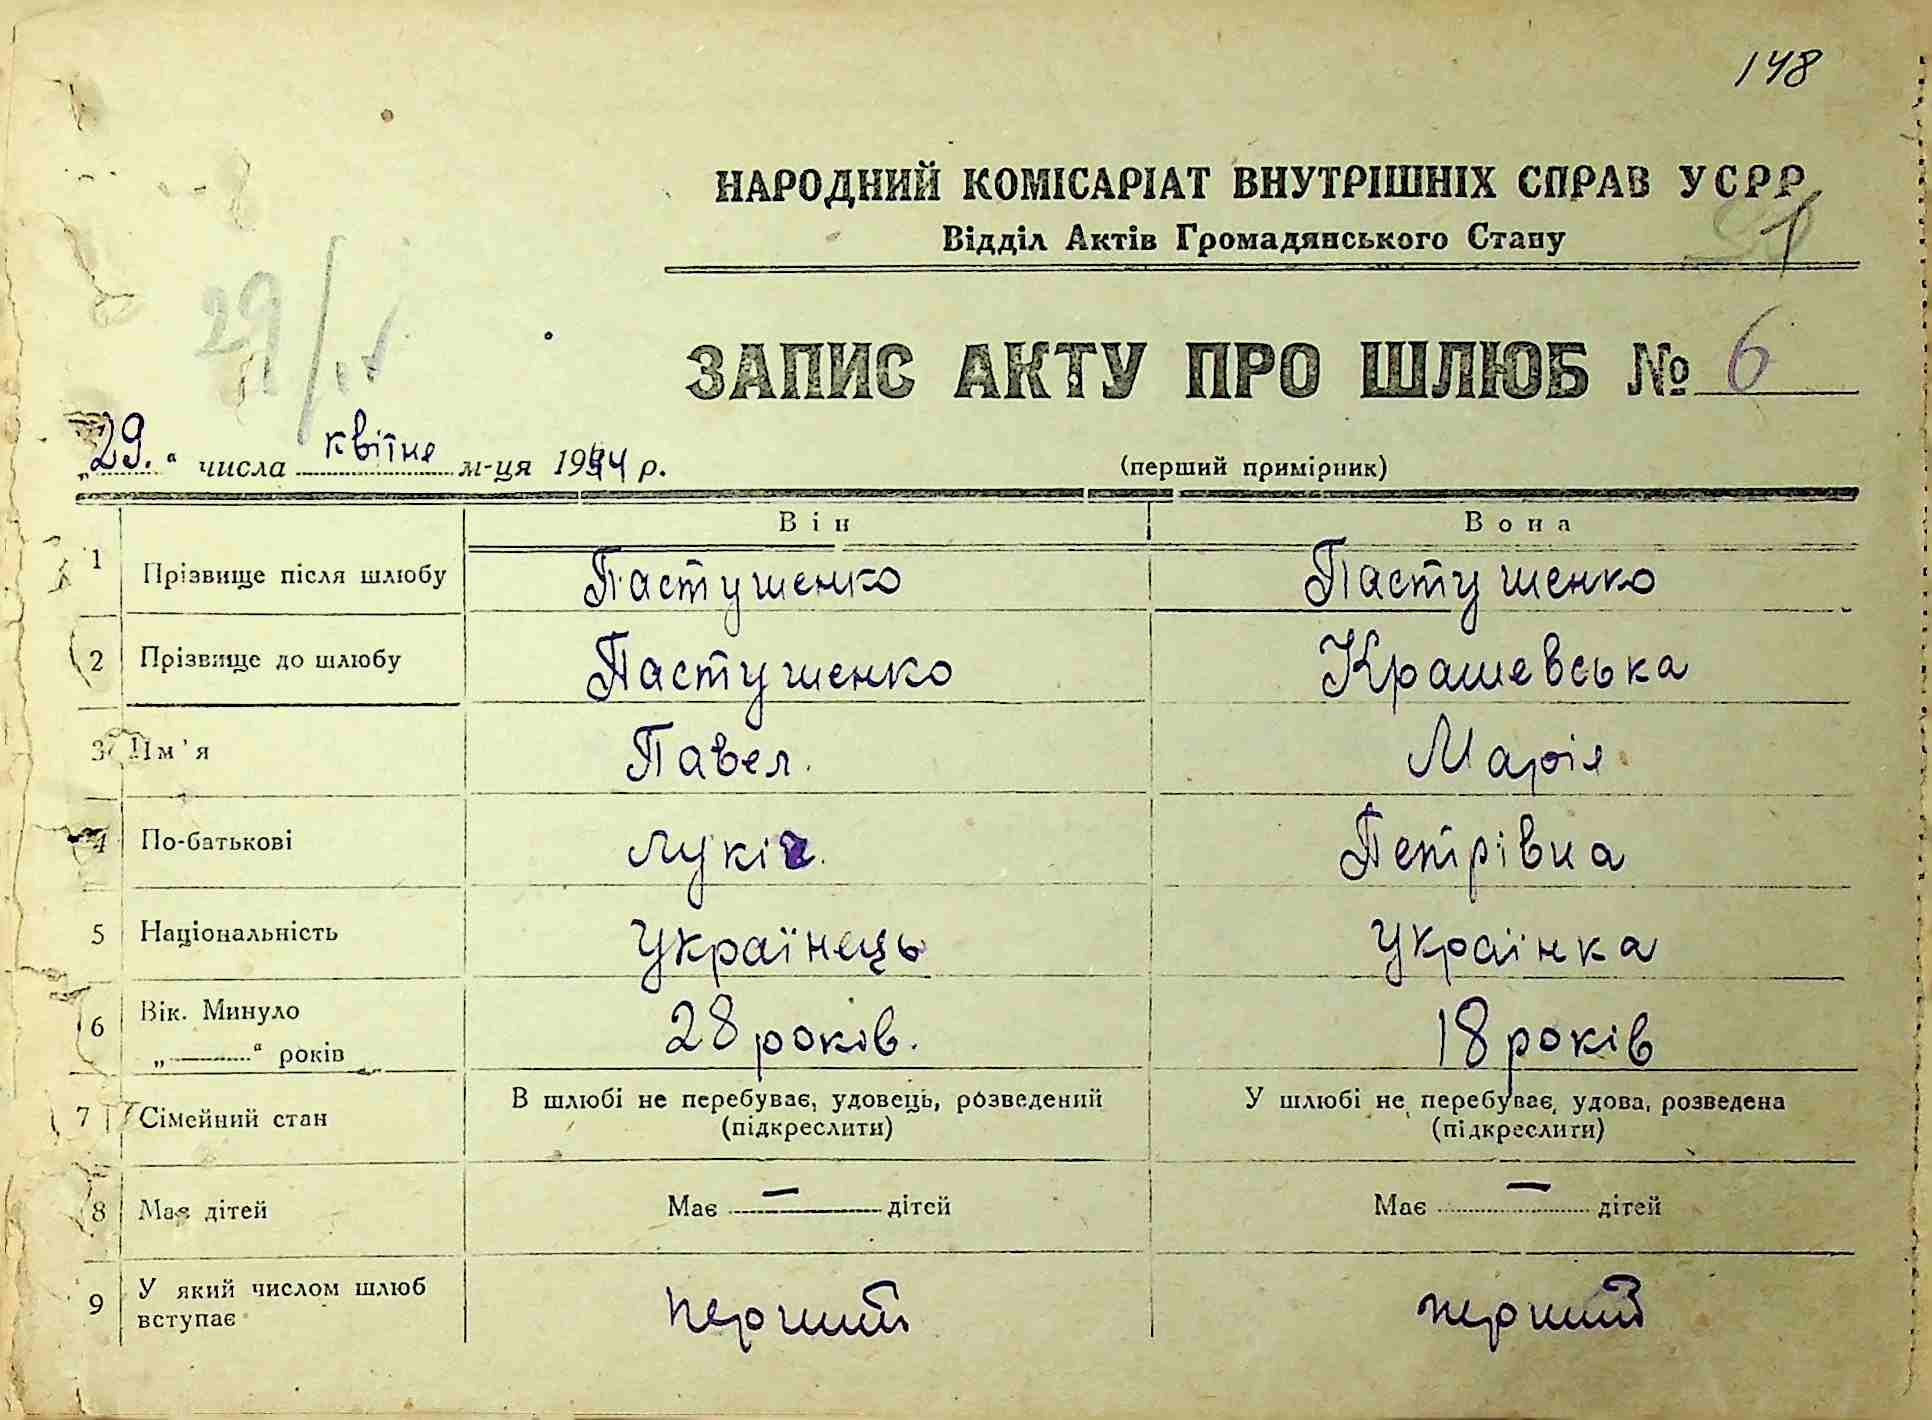 148
НАРОДНИЙ КОМІСАРІАТ ВНУТРІШНІХ СПРАВ УСРР
Відділ Актів Громадянського Стану
29
ЗАПИС АКТУ ПРО ШЛЮБ № 6
„29.“ числа квітня м-ця 1944 р. (перший примірник)
Він Вона
1 Прізвище після шлюбу Пастушенко Пастушенко
2 Прізвище до шлюбу Пастушенко Крашевська
3 Им'я Павел. Марія
4 По-батькові Лукіч. Петрівна
5 Національність Українець Українка
6 Вік. Минуло „———“ років 28 років. 18 років
7 Сімейний стан В шлюбі не перебуває, удовець, розведений (підкреслити) У шлюбі не перебуває, удова, розведена (підкреслити)
8 Має дітей Має — дітей Має — дітей
9 У який числом шлюб вступає перший перший